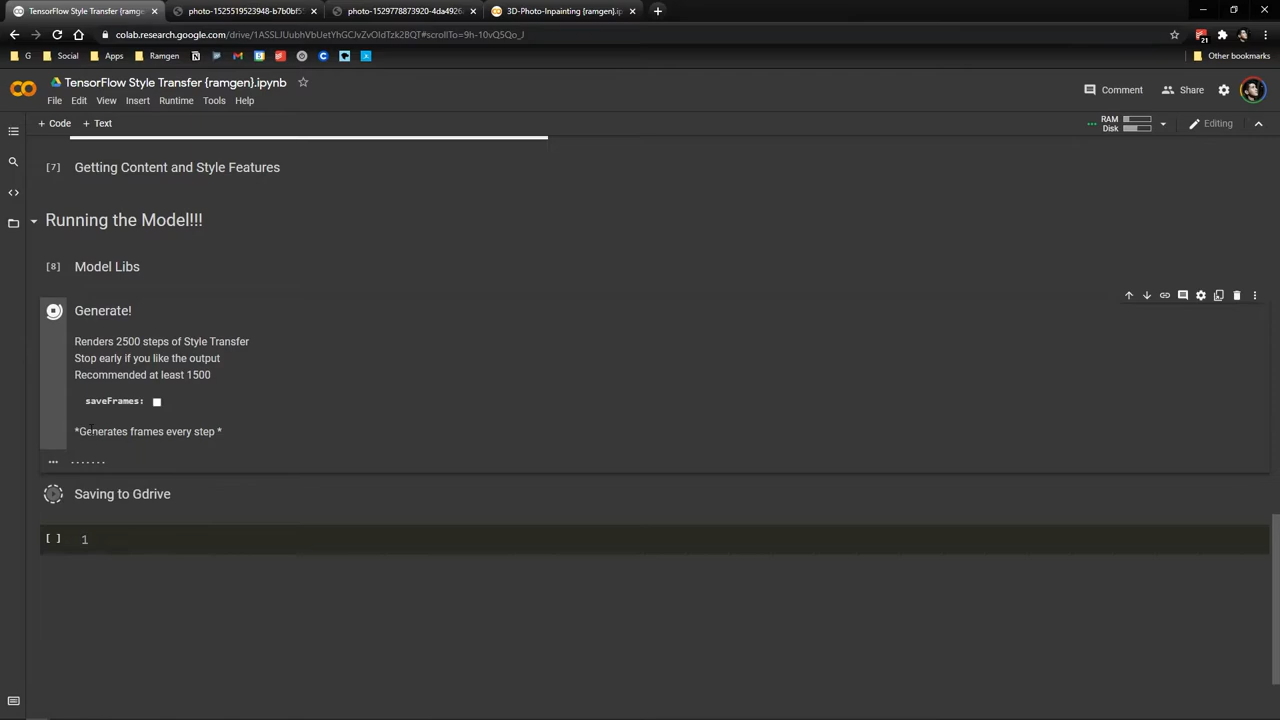 TensorFlow Style Transfer {ramge
photo-1525519523948-b7b0bf5
photo-1529778873920-4da4926
3D-Photo-Inpainting {ramgen}.ip
colab.research.google.com/drive/1ASSLJUubhVbUetYhGCJvZvOIdTzk2BQT#scrollTo=9h-10vQ5Qo_J
21
G Social Apps Ramgen Other bookmarks
TensorFlow Style Transfer {ramgen}.ipynb
Comment Share
File Edit View Insert Runtime Tools Help
+ Code + Text
RAM
Disk
Editing
[7] Getting Content and Style Features
Running the Model!!!
[8] Model Libs
Generate!
Renders 2500 steps of Style Transfer
Stop early if you like the output
Recommended at least 1500
saveFrames:
*Generates frames every step *
.......
Saving to Gdrive
[ ] 1